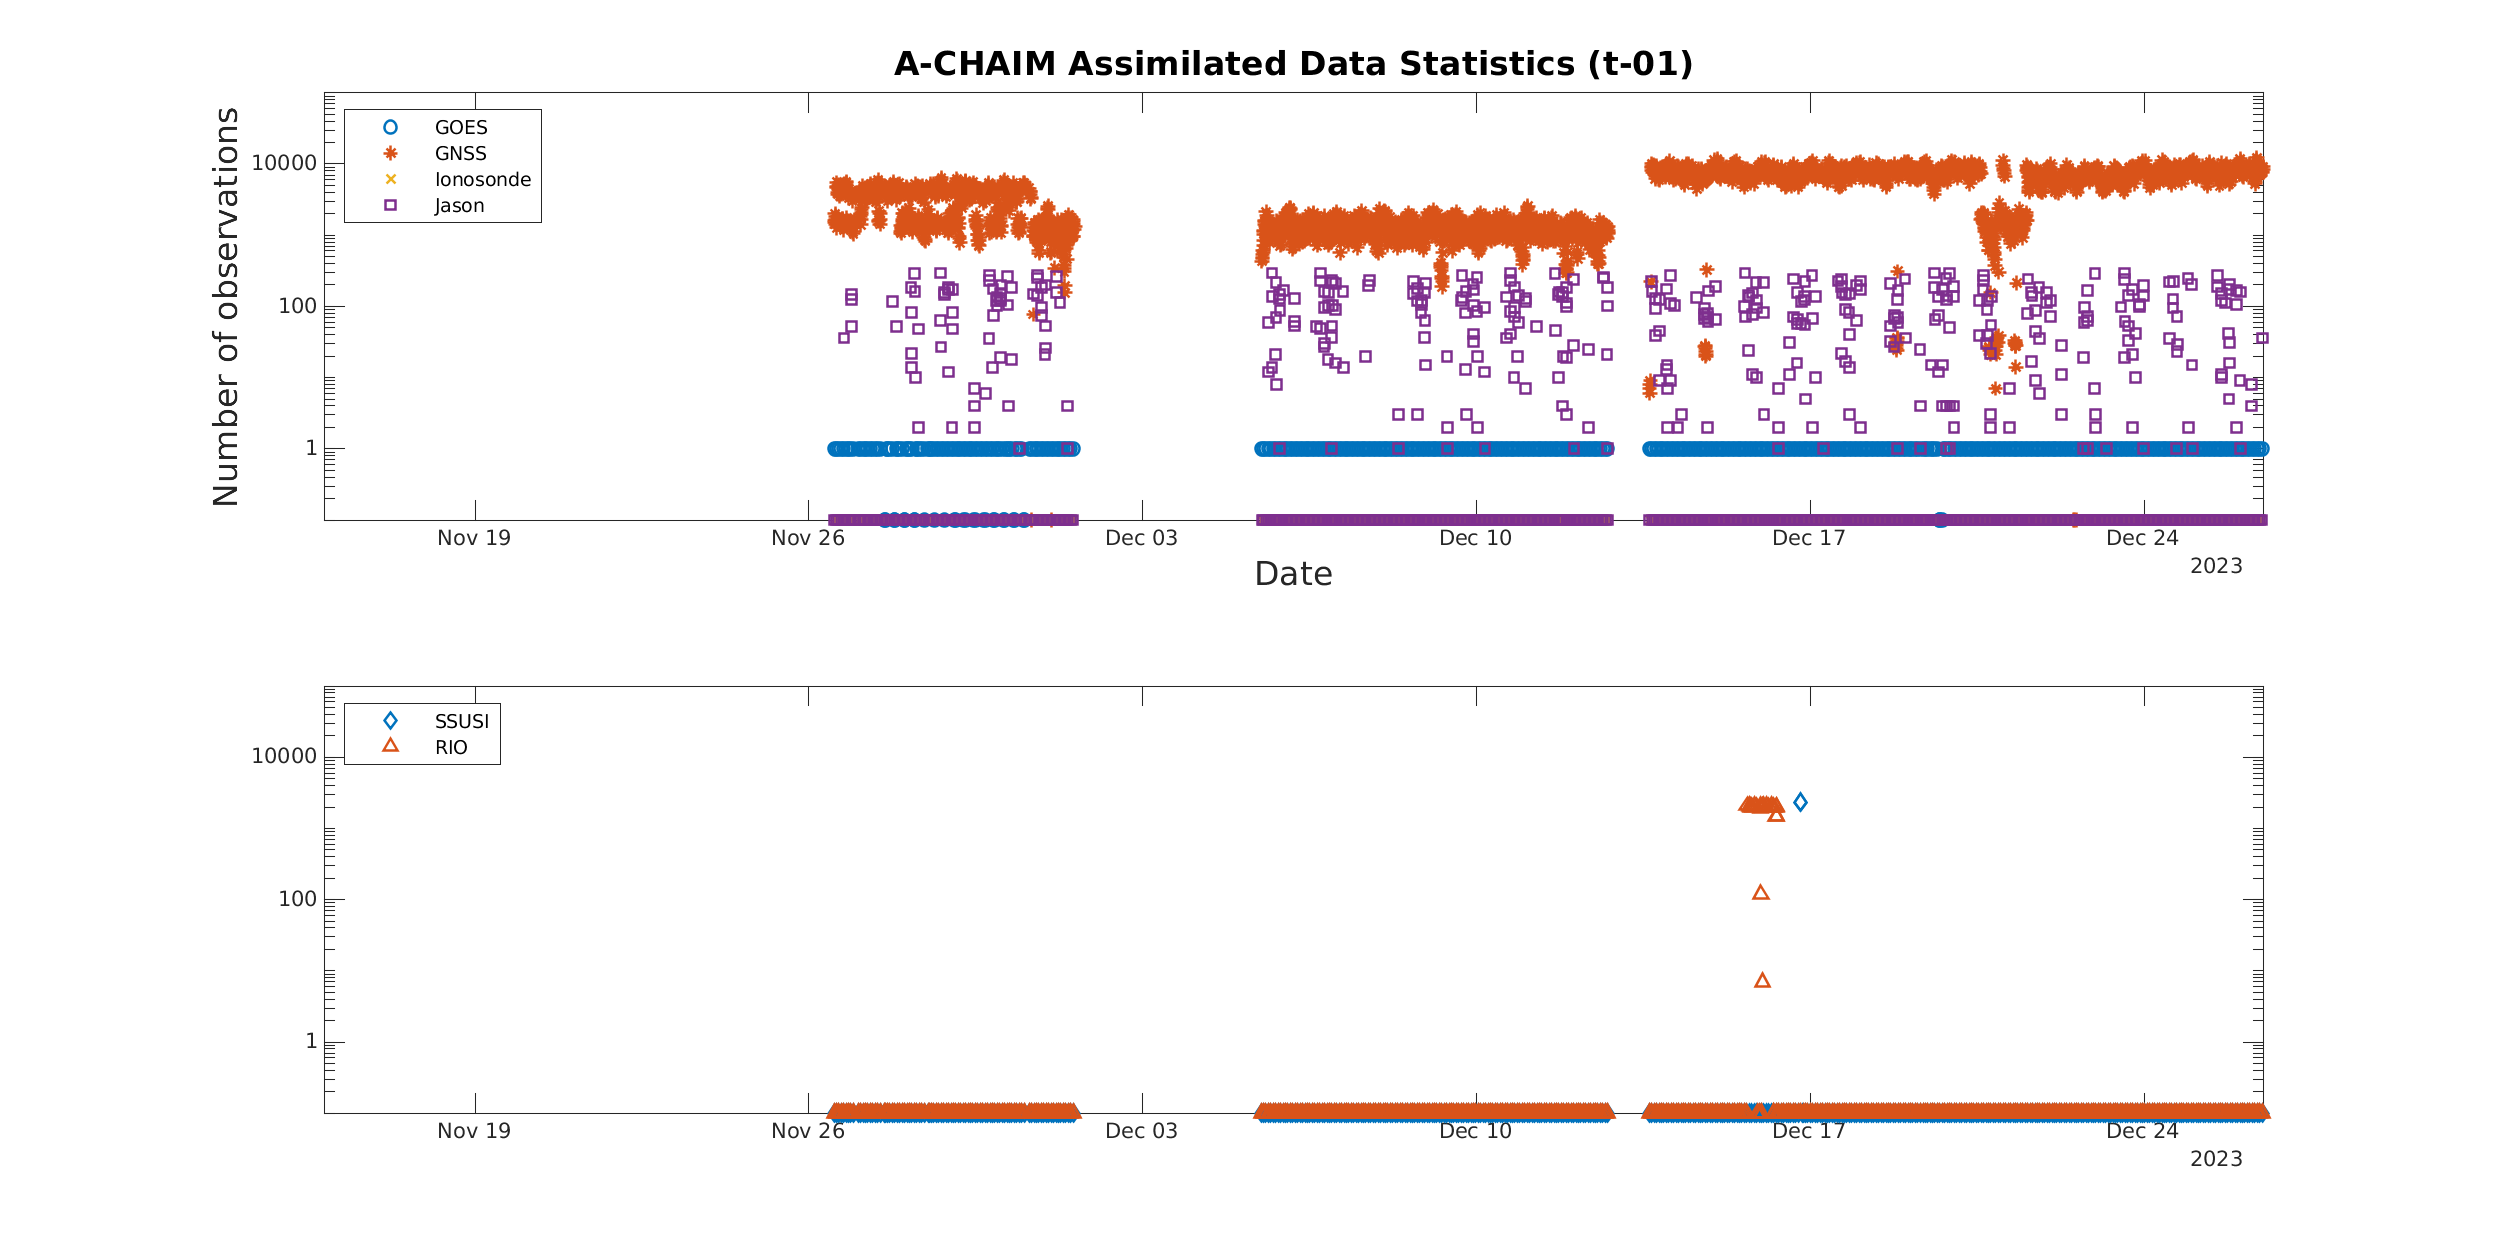 A-CHAIM Assimilated Data Statistics (t-01)
Number of observations
10000
100
1
GOES
GNSS
Ionosonde
Jason
Nov 19 Nov 26 Dec 03 Dec 10 Dec 17 Dec 24
2023
Date
10000
100
1
SSUSI
RIO
Nov 19 Nov 26 Dec 03 Dec 10 Dec 17 Dec 24
2023